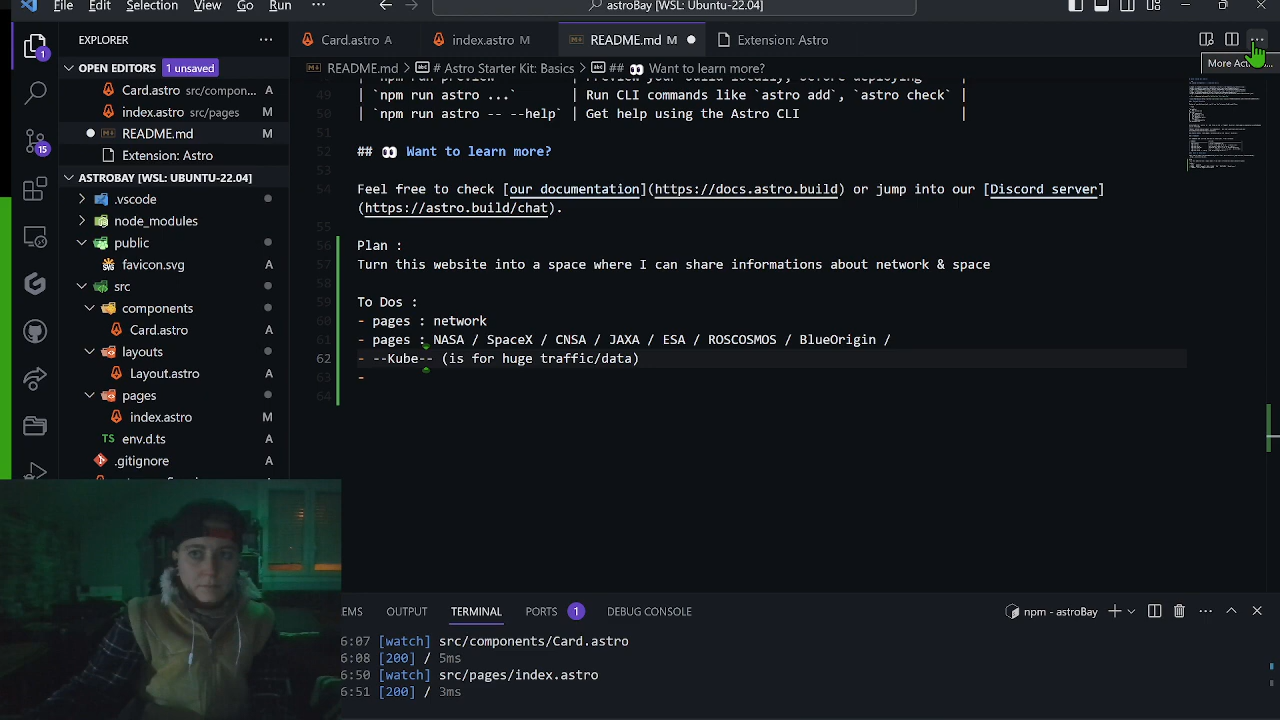 File Edit Selection View Go Run ···
astroBay [WSL: Ubuntu-22.04]
EXPLORER ···
Card.astro A
index.astro M
README.md M
Extension: Astro
More Act
OPEN EDITORS 1 unsaved
Card.astro src/compon... A
index.astro src/pages M
README.md M
Extension: Astro
ASTROBAY [WSL: UBUNTU-22.04]
.vscode
node_modules
public
favicon.svg A
src
components
Card.astro A
layouts
Layout.astro A
pages
index.astro M
TS env.d.ts A
.gitignore A
1
15
README.md > # Astro Starter Kit: Basics > ## 👀 Want to learn more?
49 | `npm run astro ... | Run CLI commands like `astro add`, `astro check` |
50 | `npm run astro -- --help` | Get help using the Astro CLI |
51
52 ## 👀 Want to learn more?
53
54 Feel free to check [our documentation](https://docs.astro.build) or jump into our [Discord server]
(https://astro.build/chat).
55
56 Plan :
57 Turn this website into a space where I can share informations about network & space
58
59 To Dos :
60 - pages : network
61 - pages : NASA / SpaceX / CNSA / JAXA / ESA / ROSCOSMOS / BlueOrigin /
62 - --Kube-- (is for huge traffic/data)
63 -
64
EMS OUTPUT TERMINAL PORTS 1 DEBUG CONSOLE
npm - astroBay
6:07 [watch] src/components/Card.astro
6:08 [200] / 5ms
6:50 [watch] src/pages/index.astro
6:51 [200] / 3ms